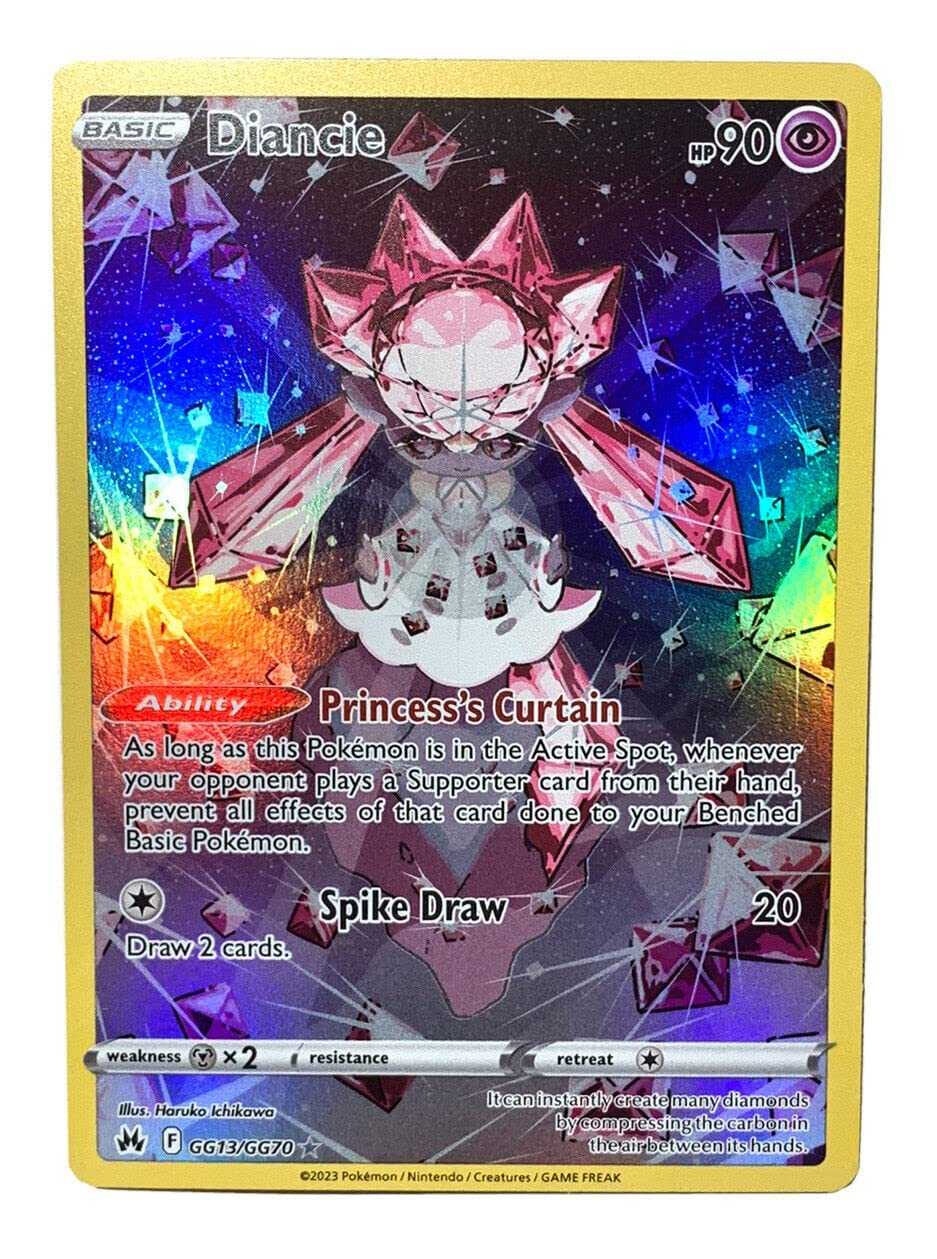 BASIC Diancie HP 90
Ability Princess's Curtain
As long as this Pokémon is in the Active Spot, whenever
your opponent plays a Supporter card from their hand,
prevent all effects of that card done to your Benched
Basic Pokémon.
Spike Draw 20
Draw 2 cards.
weakness ×2 resistance retreat
Illus. Haruko Ichikawa
It can instantly create many diamonds
by compressing the carbon in
the air between its hands.
F GG13/GG70
©2023 Pokémon / Nintendo / Creatures / GAME FREAK